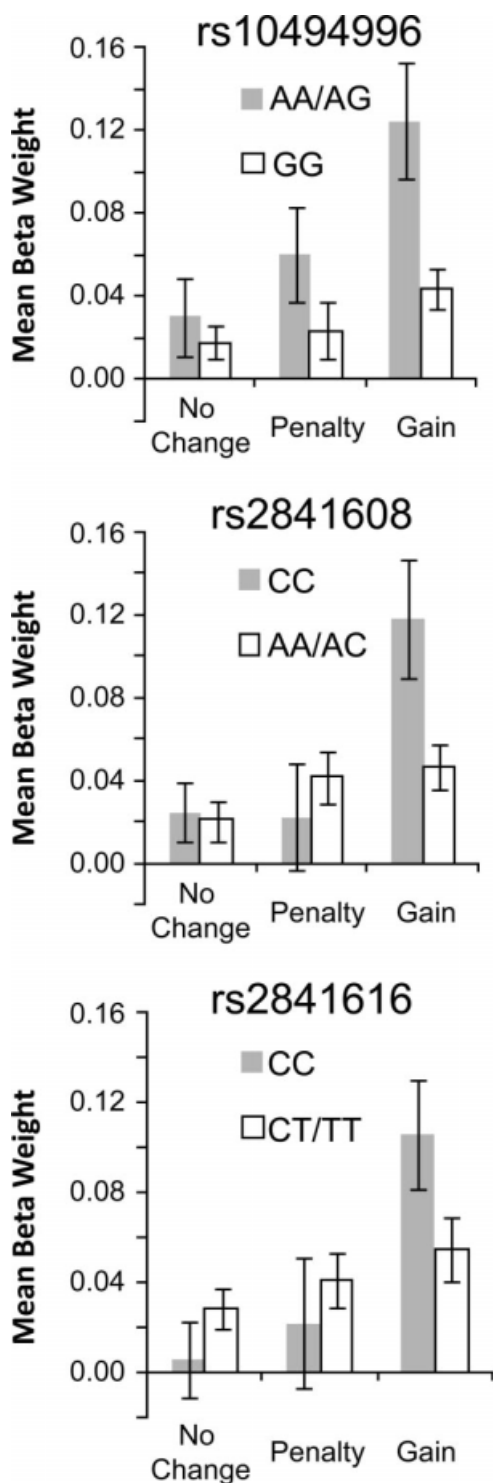 rs10494996
Mean Beta Weight
0.16
0.12
0.08
0.04
0.00
AA/AG
GG
No Change
Penalty
Gain
rs2841608
Mean Beta Weight
0.16
0.12
0.08
0.04
0.00
CC
AA/AC
No Change
Penalty
Gain
rs2841616
Mean Beta Weight
0.16
0.12
0.08
0.04
0.00
CC
CT/TT
No Change
Penalty
Gain